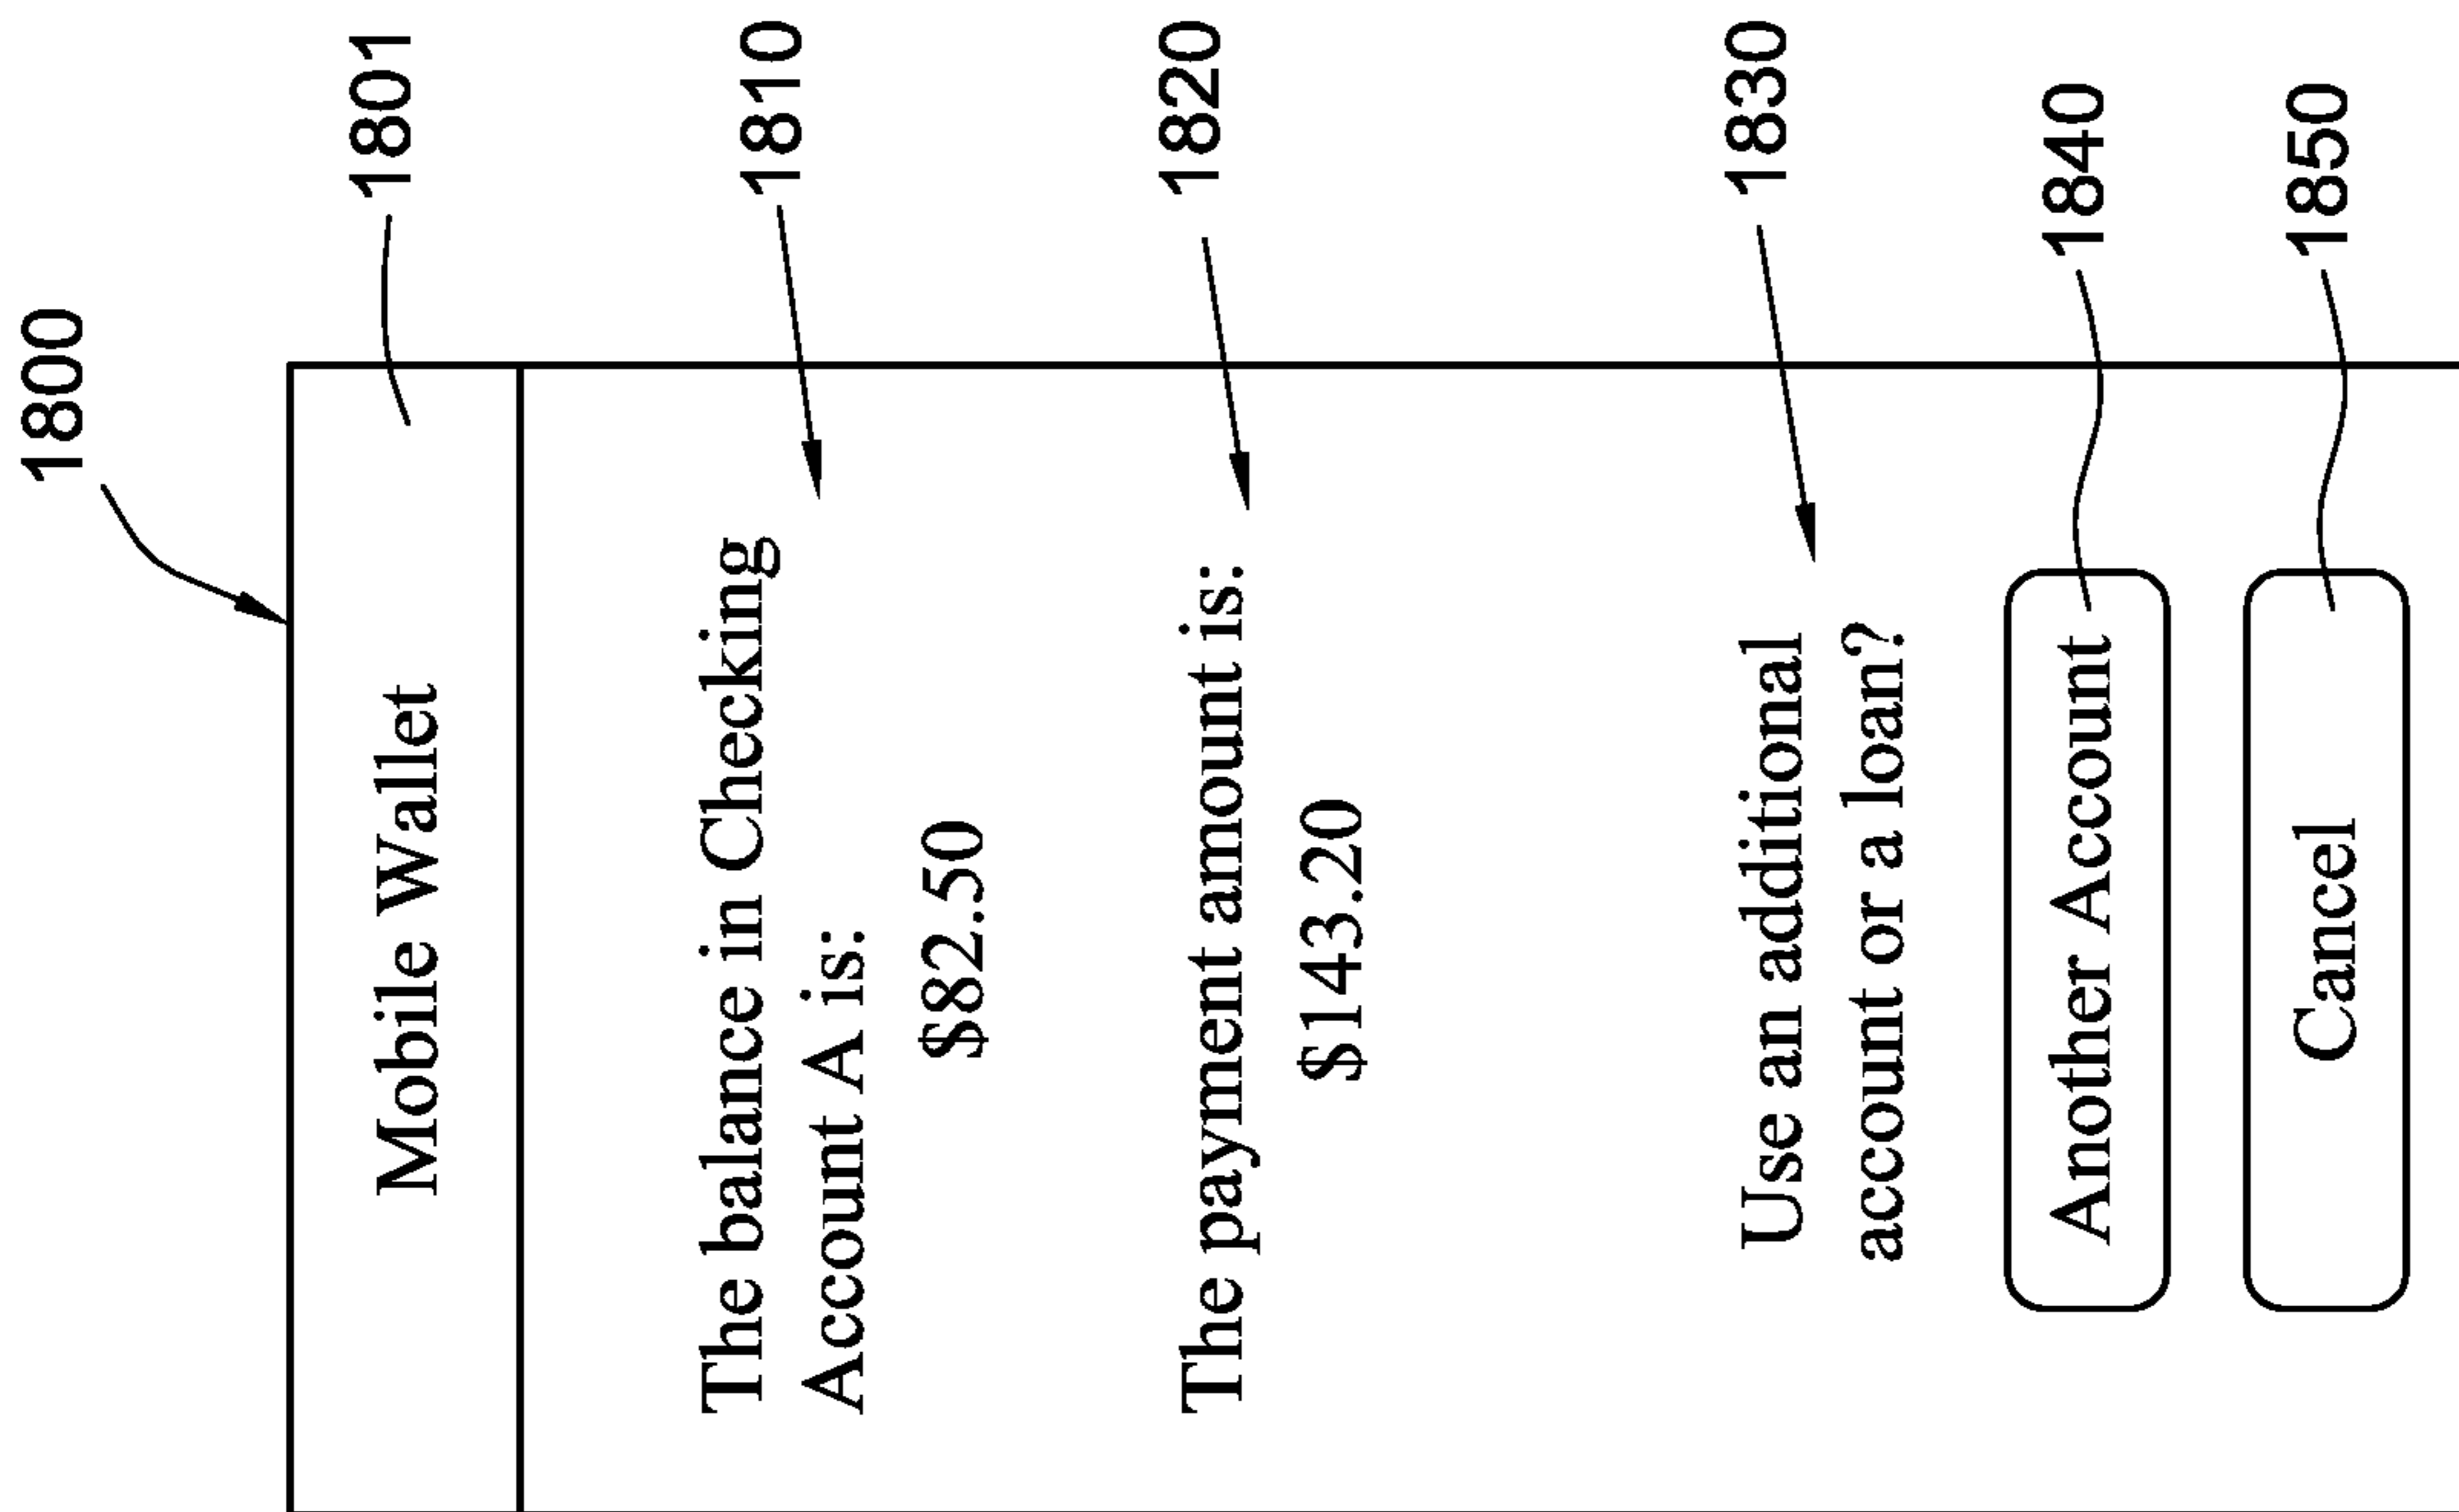 1800
Mobile Wallet
1801
The balance in Checking
Account A is:
1810
$82.50
The payment amount is:
1820
$143.20
Use an additional
account or a loan?
1830
Another Account
1840
Cancel
1850